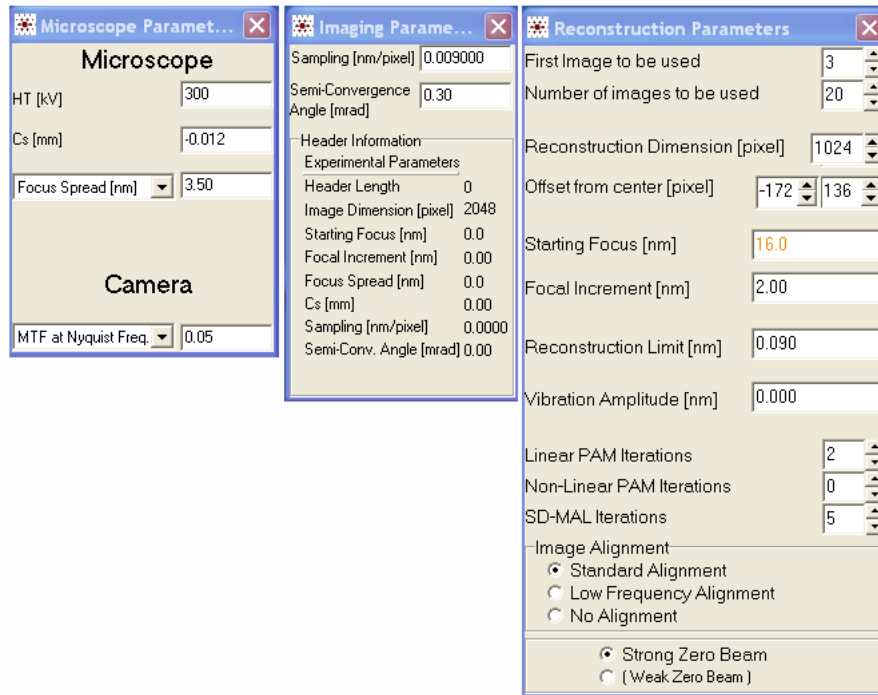 Microscope Paramet...
Microscope
HT [kV] 300
Cs [mm] -0.012
Focus Spread [nm] 3.50
Camera
MTF at Nyquist Freq. 0.05
Imaging Parame...
Sampling [nm/pixel] 0.009000
Semi-Convergence
Angle [mrad] 0.30
Header Information
Experimental Parameters
Header Length 0
Image Dimension [pixel] 2048
Starting Focus [nm] 0.0
Focal Increment [nm] 0.00
Focus Spread [nm] 0.0
Cs [mm] 0.00
Sampling [nm/pixel] 0.0000
Semi-Conv. Angle [mrad] 0.00
Reconstruction Parameters
First Image to be used 3
Number of images to be used 20
Reconstruction Dimension [pixel] 1024
Offset from center [pixel] -172 136
Starting Focus [nm] 16.0
Focal Increment [nm] 2.00
Reconstruction Limit [nm] 0.090
Vibration Amplitude [nm] 0.000
Linear PAM Iterations 2
Non-Linear PAM Iterations 0
SD-MAL Iterations 5
Image Alignment
Standard Alignment
Low Frequency Alignment
No Alignment
Strong Zero Beam
( Weak Zero Beam )